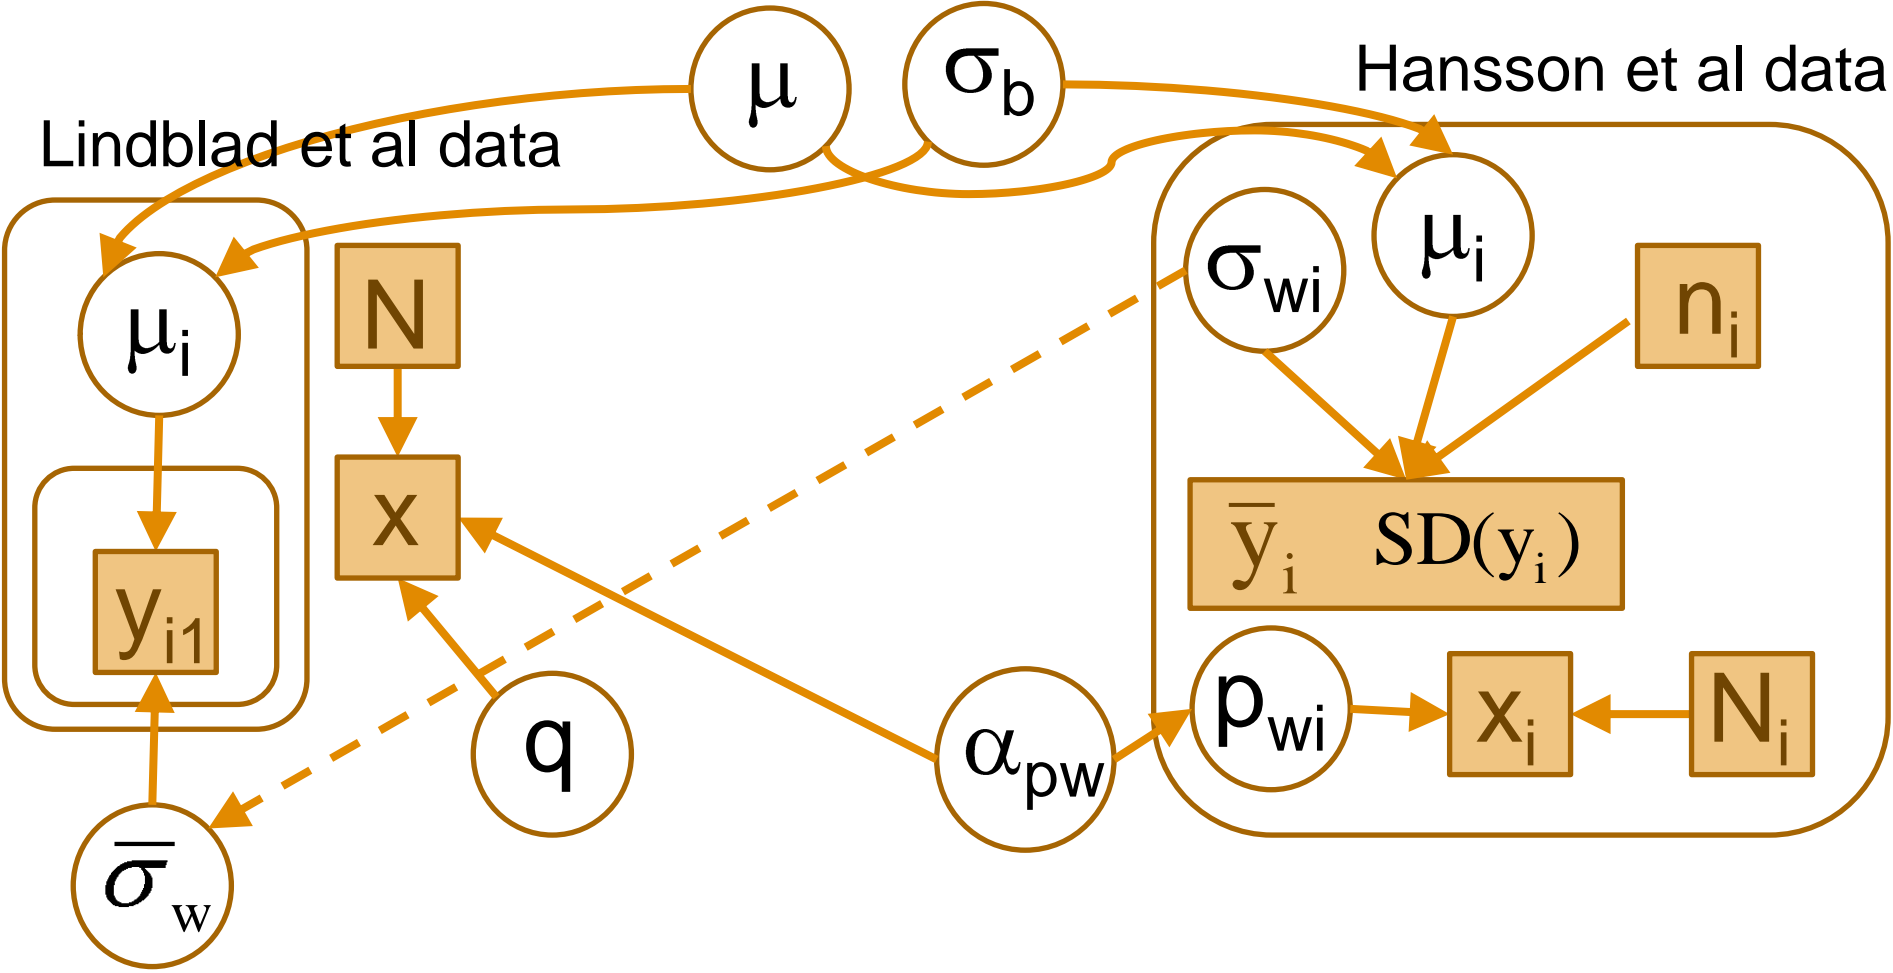 μ
σb
Hansson et al data
Lindblad et al data
μi
N
σwi
μi
ni
x
y̅i SD(yi)
yi1
q
αpw
pwi
xi
Ni
σ̅w